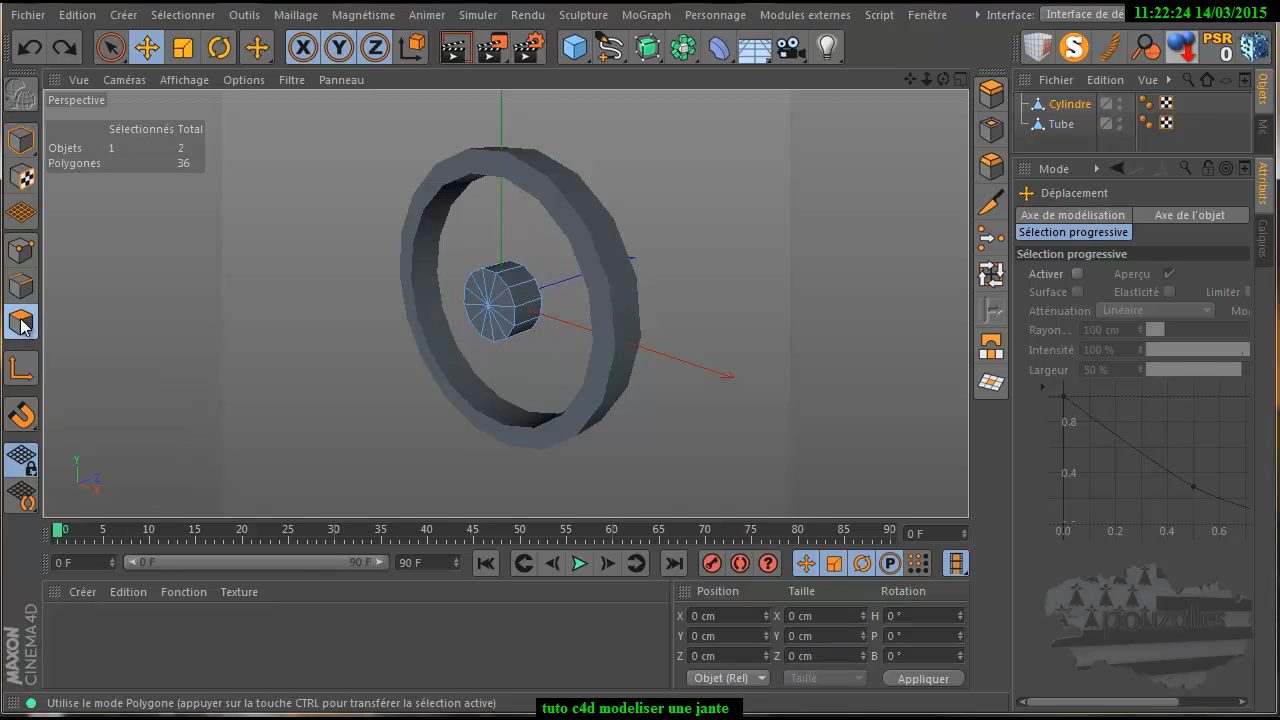 Fichier Edition Créer Sélectionner Outils Maillage Magnétisme Animer Simuler Rendu Sculpture MoGraph Personnage Modules externes Script Fenêtre Interface: Interface de dé
11:22:24 14/03/2015
X Y Z
PSR
0
Vue Caméras Affichage Options Filtre Panneau
Fichier Edition Vue
Perspective
Sélectionnés Total
Objets 1 2
Polygones 36
Cylindre
Tube
Objets
Mé
Mode
Déplacement
Axe de modélisation Axe de l'objet
Sélection progressive
Sélection progressive
Activer Aperçu
Surface Elasticité Limiter
Atténuation Linéaire Mo
Rayon.. 100 cm
Intensité 100 %
Largeur 50 %
0.8
0.4
0.0 0.2 0.4 0.6
Attributs
Calques
Y
Z
X
0 5 10 15 20 25 30 35 40 45 50 55 60 65 70 75 80 85 90
0 F
0 F 0 F 90 F 90 F
P
Créer Edition Fonction Texture
Position Taille Rotation
X 0 cm X 0 cm H 0 °
Y 0 cm Y 0 cm P 0 °
Z 0 cm Z 0 cm B 0 °
Objet (Rel) Taille Appliquer
MAXON
CINEMA 4D
Utilise le mode Polygone (appuyer sur la touche CTRL pour transférer la sélection active)
tuto c4d modeliser une jante